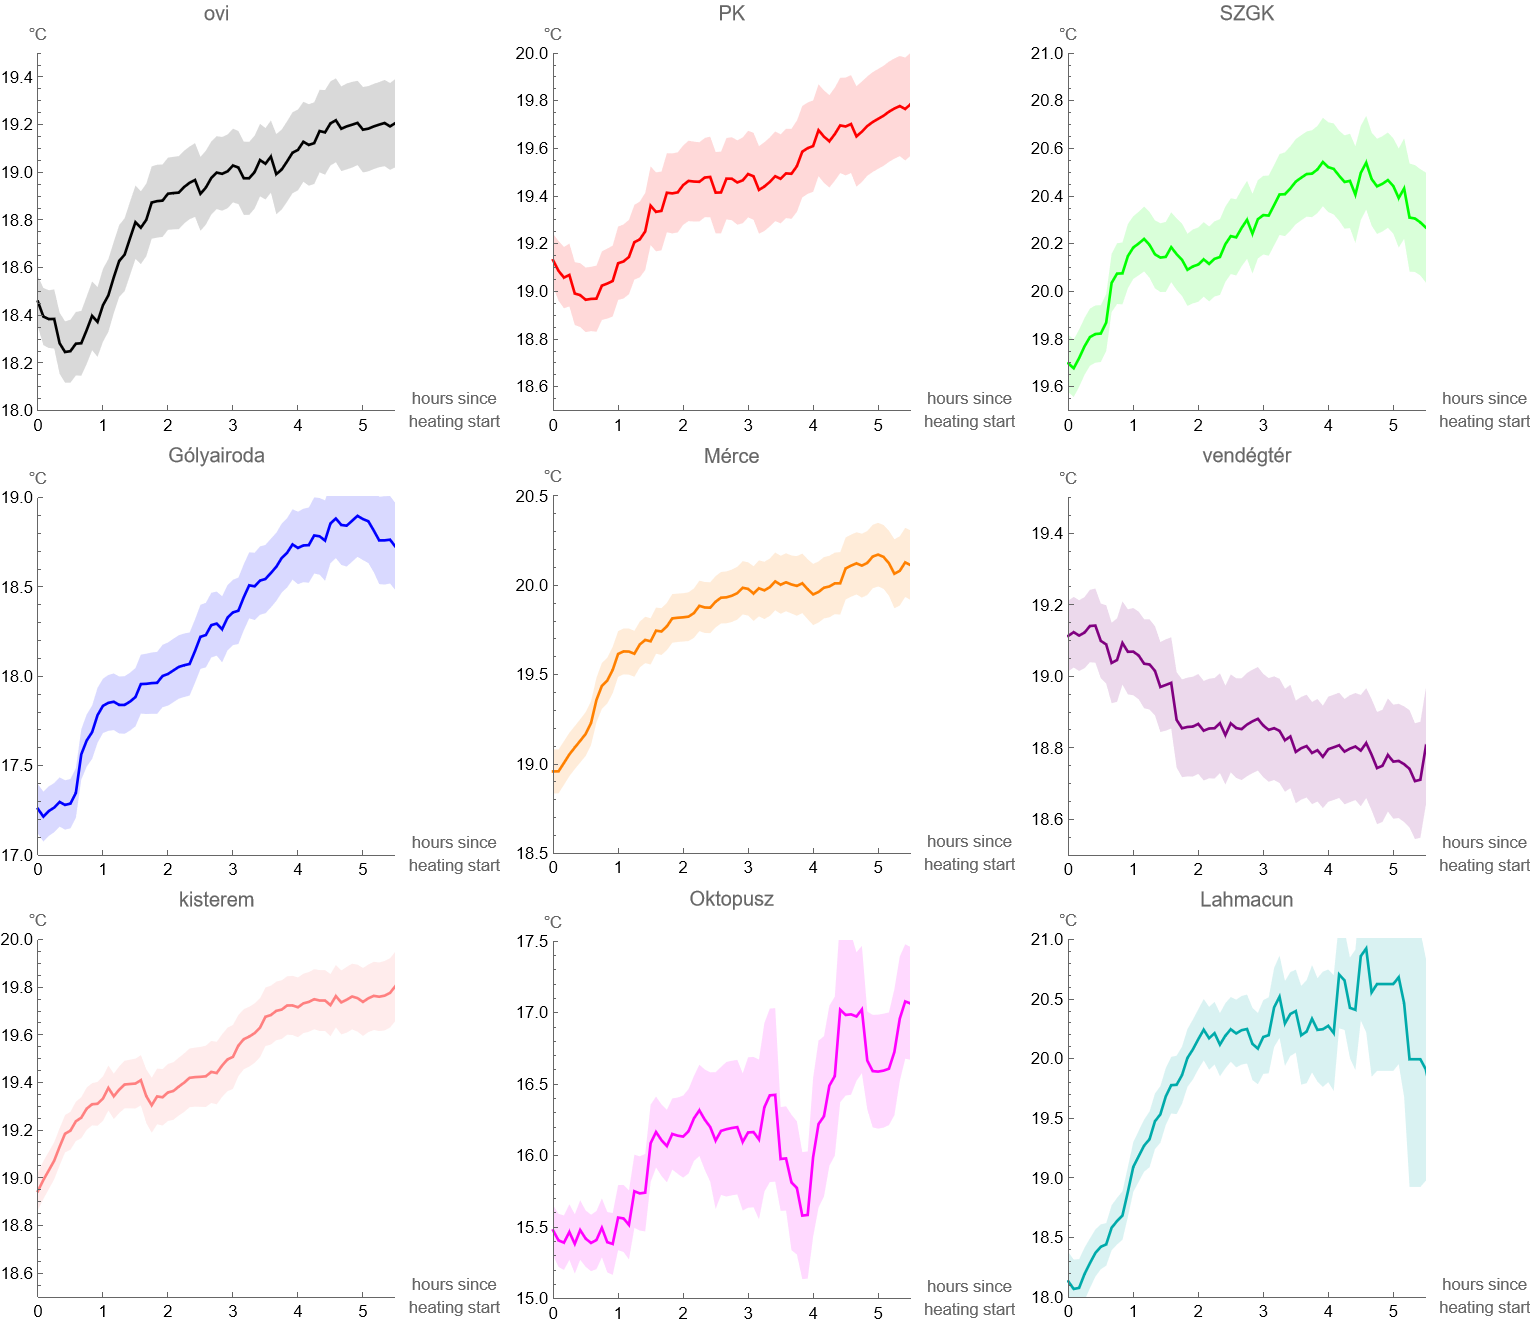 ovi
°C
19.4
19.2
19.0
18.8
18.6
18.4
18.2
18.0
0 1 2 3 4 5
hours since
heating start
PK
°C
20.0
19.8
19.6
19.4
19.2
19.0
18.8
18.6
0 1 2 3 4 5
hours since
heating start
SZGK
°C
21.0
20.8
20.6
20.4
20.2
20.0
19.8
19.6
0 1 2 3 4 5
hours since
heating start
Gólyairoda
°C
19.0
18.5
18.0
17.5
17.0
0 1 2 3 4 5
hours since
heating start
Mérce
°C
20.5
20.0
19.5
19.0
18.5
0 1 2 3 4 5
hours since
heating start
vendégtér
°C
19.4
19.2
19.0
18.8
18.6
0 1 2 3 4 5
hours since
heating start
kisterem
°C
20.0
19.8
19.6
19.4
19.2
19.0
18.8
18.6
0 1 2 3 4 5
hours since
heating start
Oktopusz
°C
17.5
17.0
16.5
16.0
15.5
15.0
0 1 2 3 4 5
hours since
heating start
Lahmacun
°C
21.0
20.5
20.0
19.5
19.0
18.5
18.0
0 1 2 3 4 5
hours since
heating start